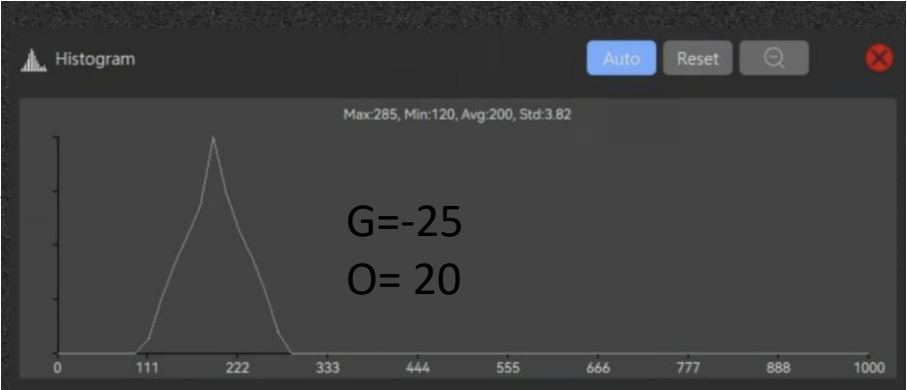 Histogram
Auto
Reset
Max:285, Min:120, Avg:200, Std:3.82
G=-25
O= 20
0 111 222 333 444 555 666 777 888 1000